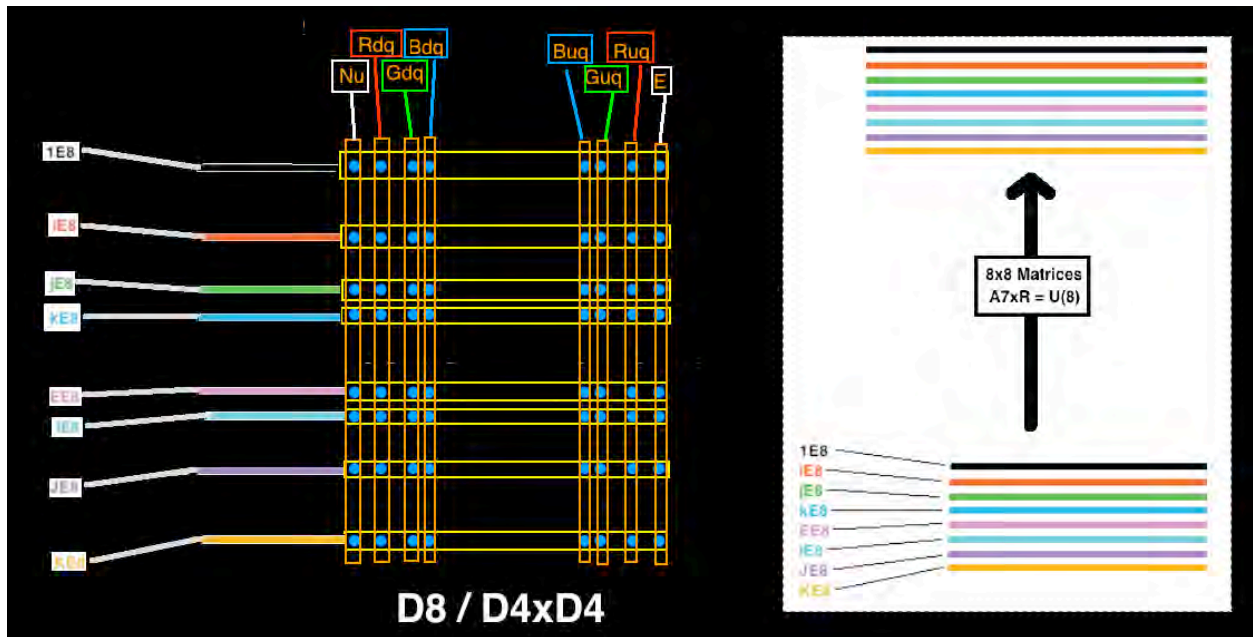 Rdq Bdq Buq Ruq
Nu Gdq Guq E
1E8
iE8
jE8
kE8
EE8
IE8
JE8
KE8
D8 / D4xD4
8x8 Matrices
A7xR = U(8)
1E8
iE8
jE8
kE8
EE8
IE8
JE8
KE8